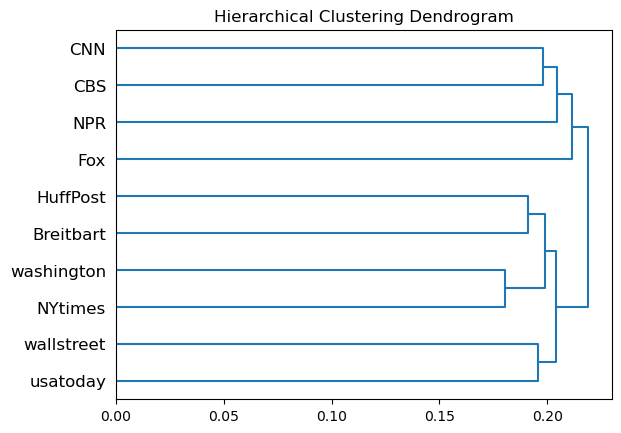 Hierarchical Clustering Dendrogram
CNN
CBS
NPR
Fox
HuffPost
Breitbart
washington
NYtimes
wallstreet
usatoday
0.00 0.05 0.10 0.15 0.20